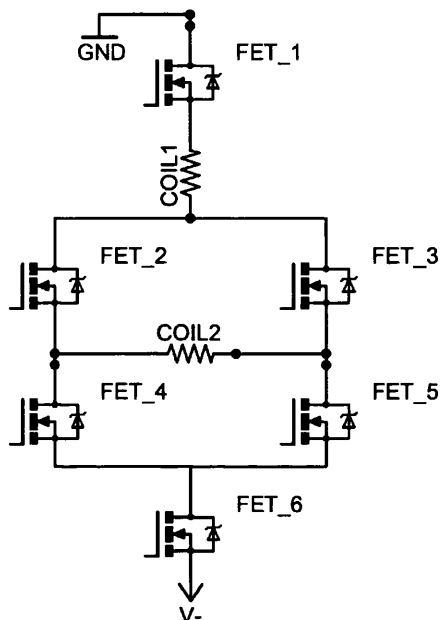 GND
FET_1
COIL1
FET_2
FET_3
COIL2
FET_4
FET_5
FET_6
V-